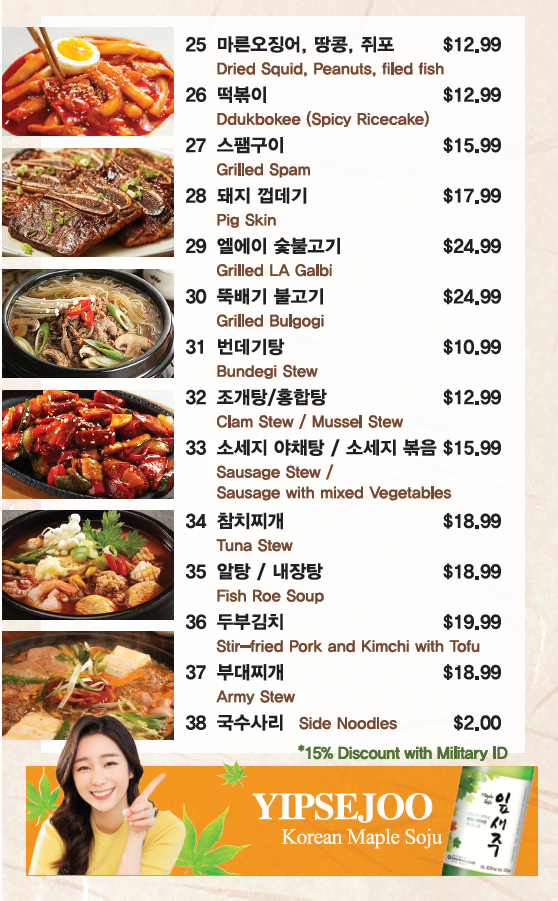 25 마른오징어, 땅콩, 쥐포 $12.99
Dried Squid, Peanuts, filed fish
26 떡볶이 $12.99
Ddukbokee (Spicy Ricecake)
27 스팸구이 $15.99
Grilled Spam
28 돼지 껍데기 $17.99
Pig Skin
29 엘에이 숯불고기 $24.99
Grilled LA Galbi
30 뚝배기 불고기 $24.99
Grilled Bulgogi
31 번데기탕 $10.99
Bundegi Stew
32 조개탕/홍합탕 $12.99
Clam Stew / Mussel Stew
33 소세지 야채탕 / 소세지 볶음 $15.99
Sausage Stew /
Sausage with mixed Vegetables
34 참치찌개 $18.99
Tuna Stew
35 알탕 / 내장탕 $18.99
Fish Roe Soup
36 두부김치 $19.99
Stir-fried Pork and Kimchi with Tofu
37 부대찌개 $18.99
Army Stew
38 국수사리 Side Noodles $2.00
*15% Discount with Military ID
YIPSEJOO
Korean Maple Soju
Maple Soju
잎새주